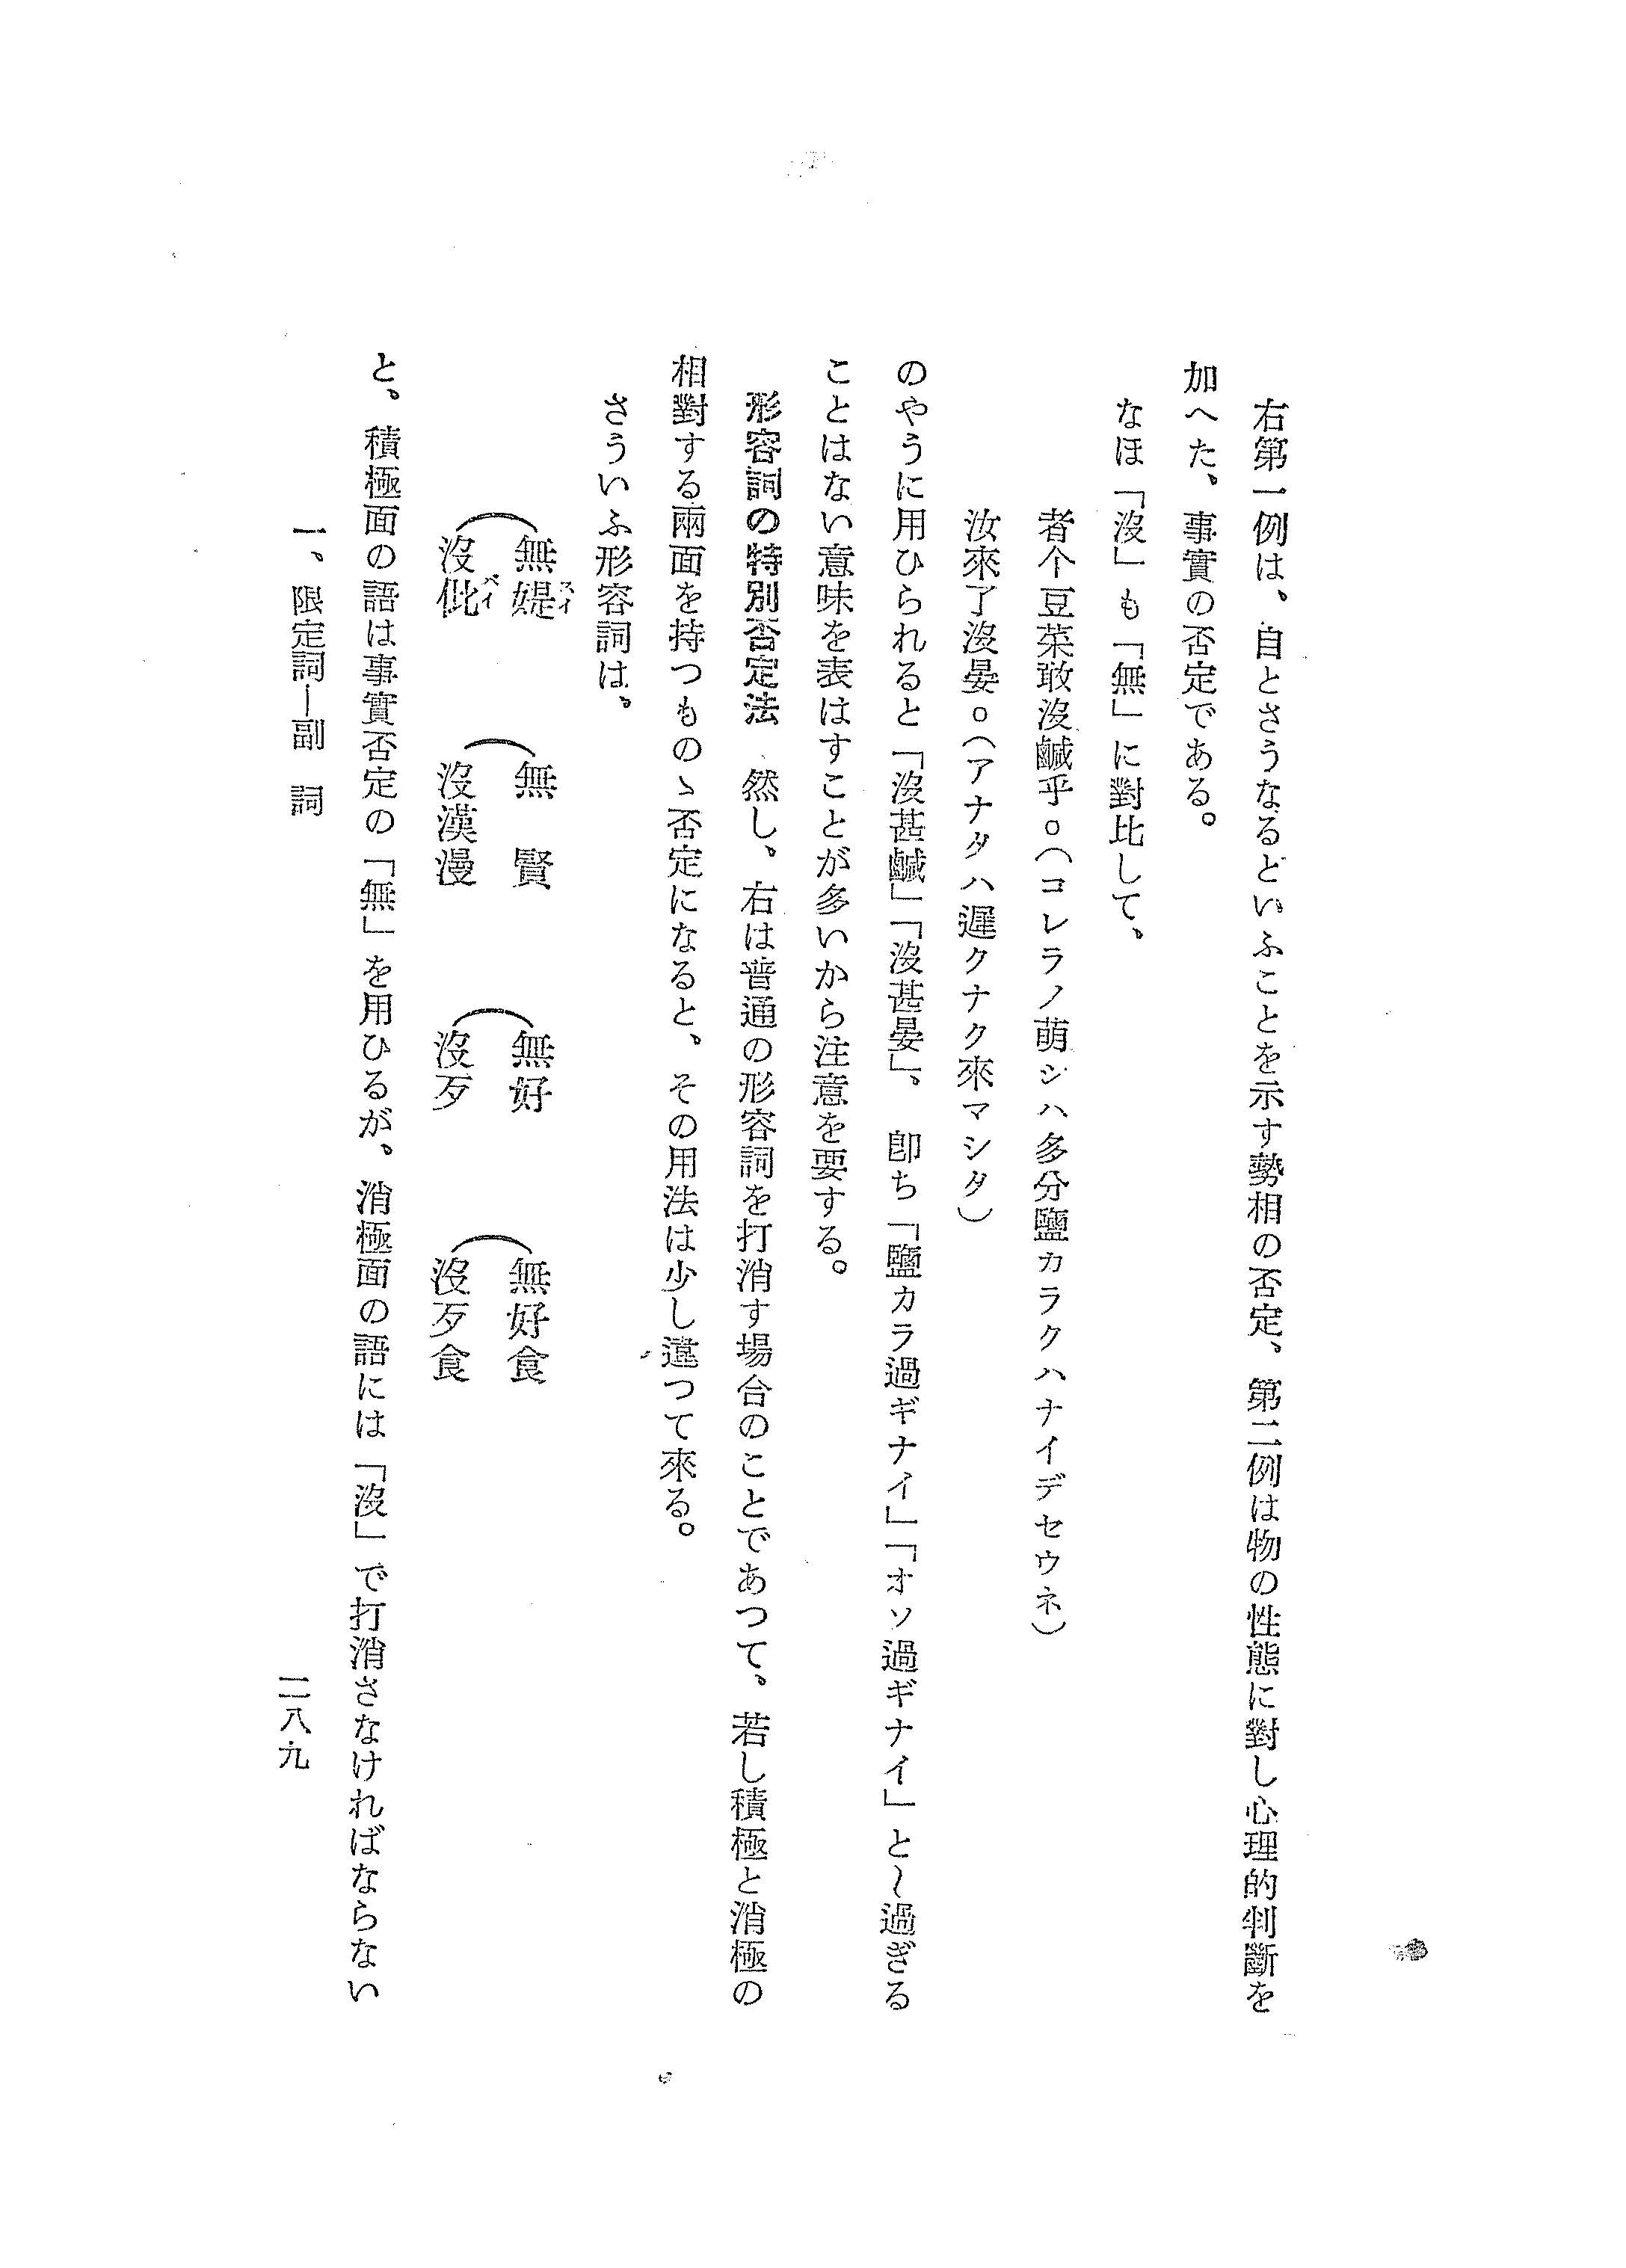 右第一例は、自とさうなるどいふことを示す勢相の否定、第二例は物の性態に對し心理的判斷を
加へた、事實の否定である。
なほ「沒」も「無」に對比して、
者个豆菜敢沒鹹乎。(コレラノ萌シハ多分鹽カラクハナイデセウネ)
汝來了沒晏。(アナタハ遲クナク來マシタ)
のやうに用ひられると「沒甚鹹」「沒甚晏」、卽ち「鹽カラ過ギナイ」「オソ過ギナイ」と〜過ぎる
ことはない意味を表はすことが多いから注意を要する。
形容詞の特別否定法 然し、右は普通の形容詞を打消す場合のことであつて、若し積極と消極の
相對する兩面を持つものゝ否定になると、その用法は少し違つて來る。
さういふ形容詞は、
無媞 無賢 無好 無好食
沒㑁 沒漢漫 沒歹 沒歹食
と、積極面の語は事實否定の「無」を用ひるが、消極面の語には「沒」で打消さなければならない
一、限定詞―副詞
二八九